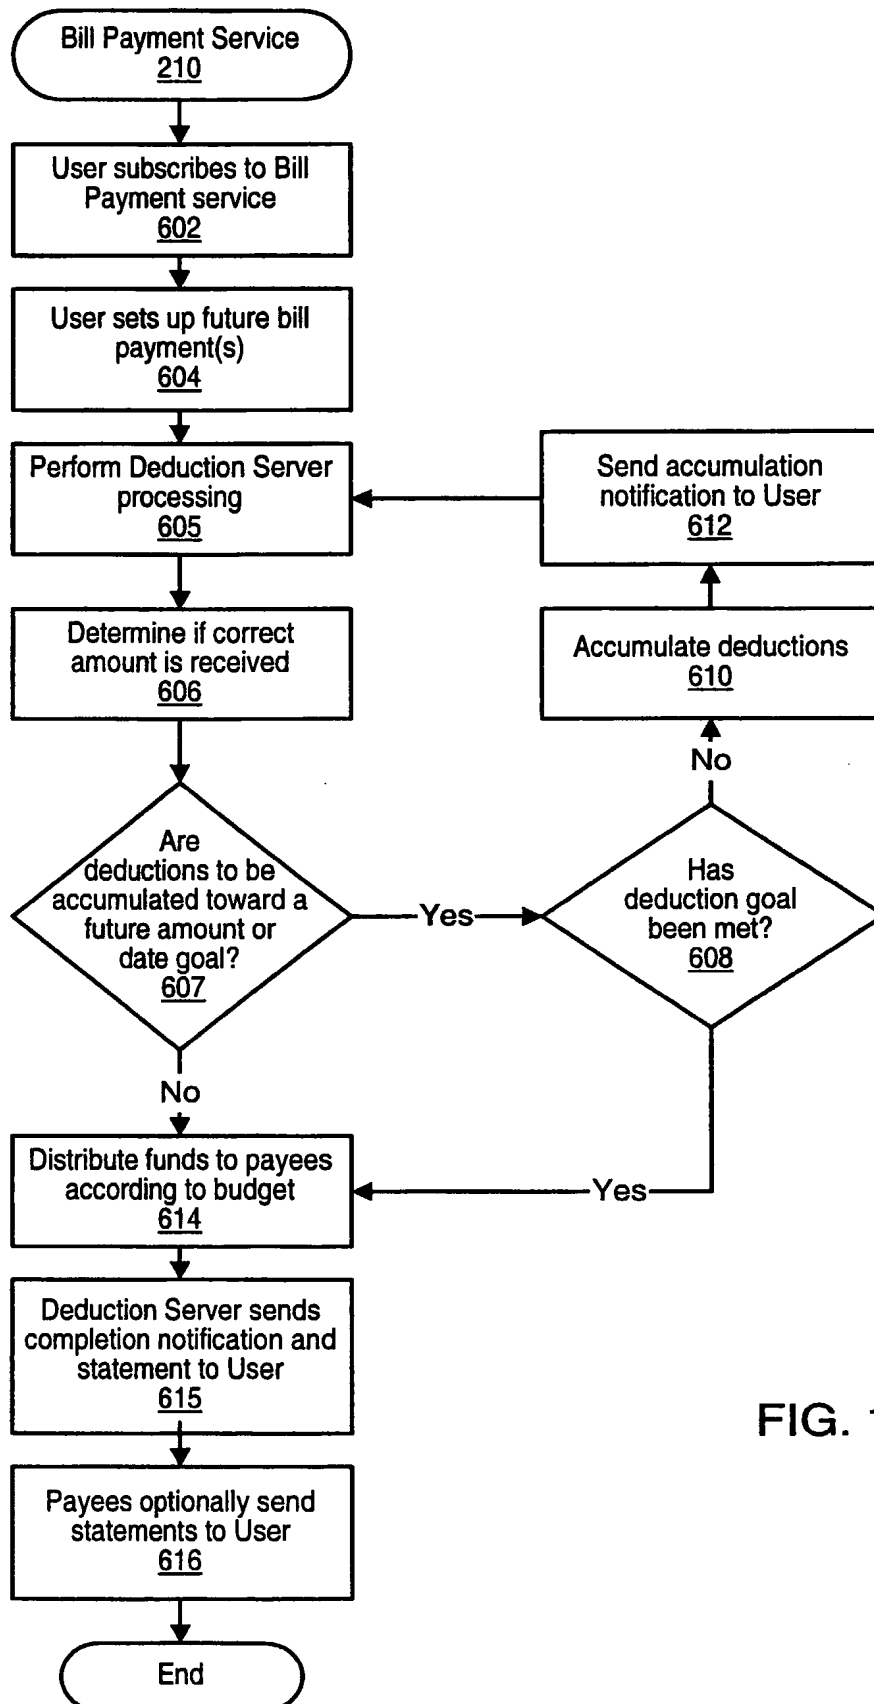 Bill Payment Service
210
User subscribes to Bill
Payment service
602
User sets up future bill
payment(s)
604
Perform Deduction Server
processing
605
Send accumulation
notification to User
612
Determine if correct
amount is received
606
Accumulate deductions
610
No
Are
deductions to be
accumulated toward a
future amount or
date goal?
607
Yes
Has
deduction goal
been met?
608
No
Distribute funds to payees
according to budget
614
Yes
Deduction Server sends
completion notification and
statement to User
615
FIG.
Payees optionally send
statements to User
616
End